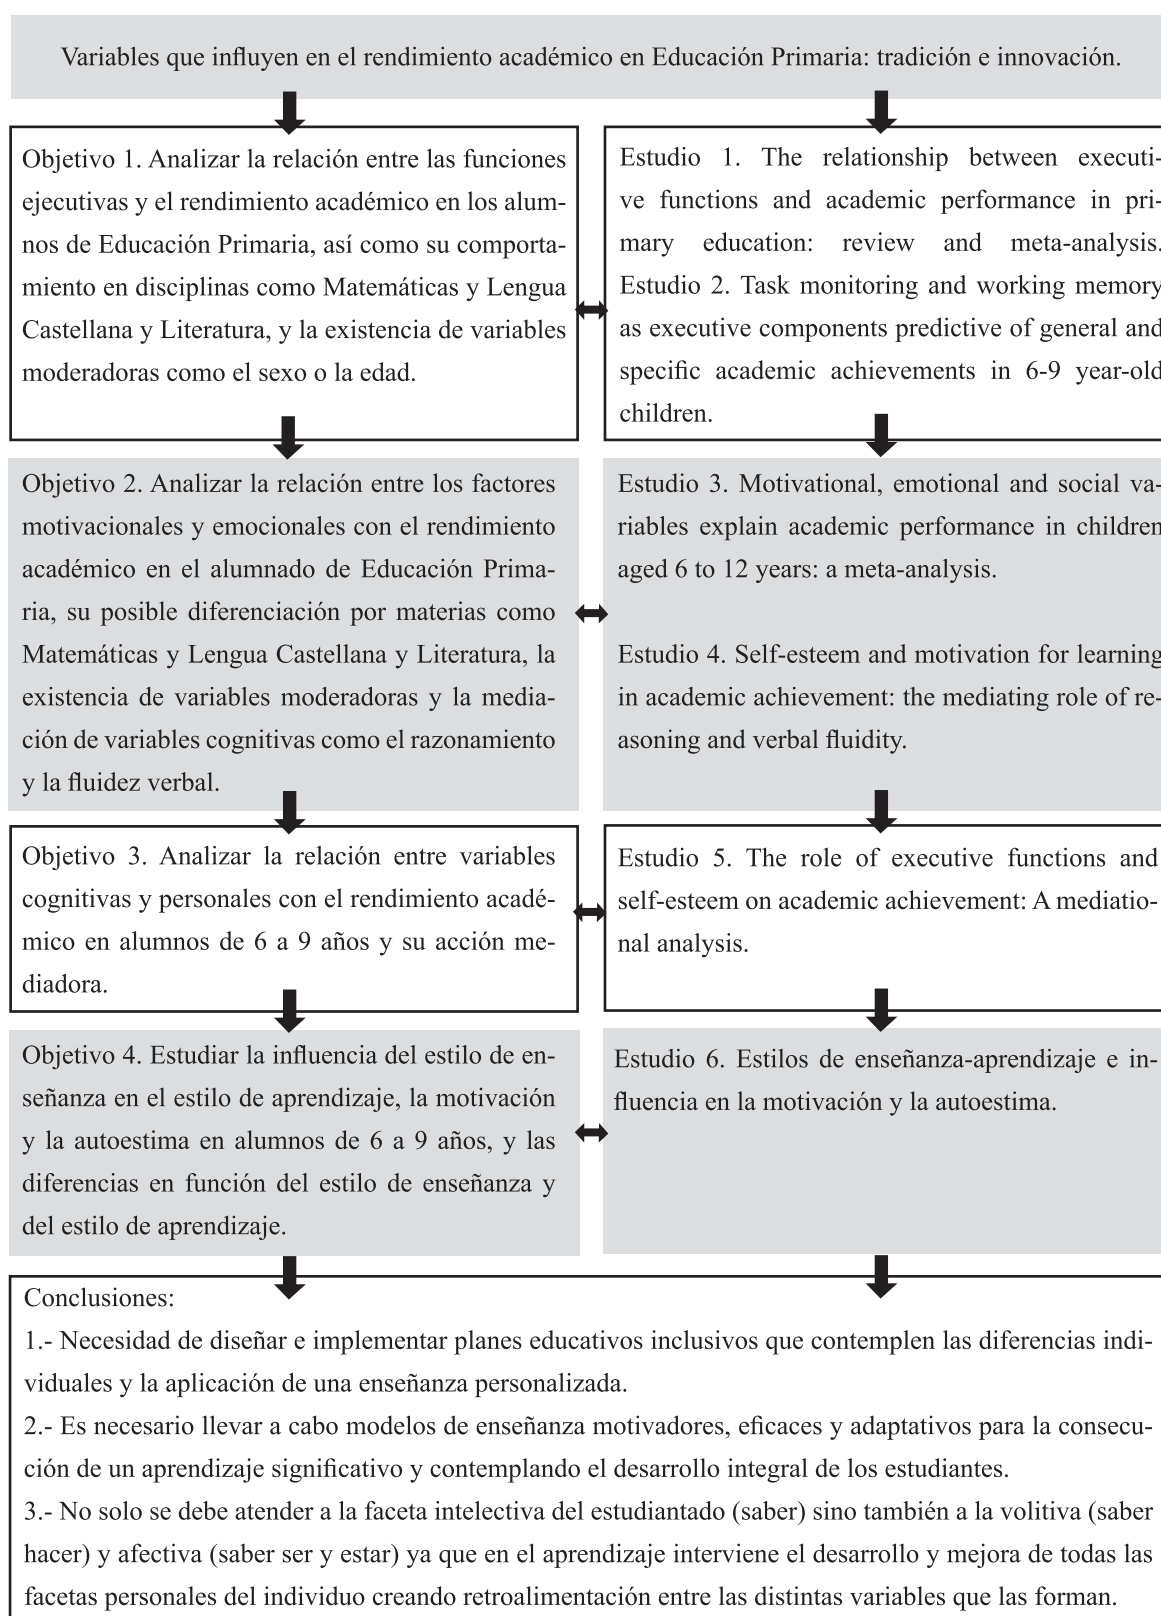 Variables que influyen en el rendimiento académico en Educación Primaria: tradición e innovación.
Objetivo 1. Analizar la relación entre las funciones
ejecutivas y el rendimiento académico en los alum-
nos de Educación Primaria, así como su comporta-
miento en disciplinas como Matemáticas y Lengua
Castellana y Literatura, y la existencia de variables
moderadoras como el sexo o la edad.
Estudio 1. The relationship between executi-
ve functions and academic performance in pri-
mary education: review and meta-analysis.
Estudio 2. Task monitoring and working memory
as executive components predictive of general and
specific academic achievements in 6-9 year-old
children.
Objetivo 2. Analizar la relación entre los factores
motivacionales y emocionales con el rendimiento
académico en el alumnado de Educación Prima-
ria, su posible diferenciación por materias como
Matemáticas y Lengua Castellana y Literatura, la
existencia de variables moderadoras y la media-
ción de variables cognitivas como el razonamiento
y la fluidez verbal.
Estudio 3. Motivational, emotional and social va-
riables explain academic performance in children
aged 6 to 12 years: a meta-analysis.
Estudio 4. Self-esteem and motivation for learning
in academic achievement: the mediating role of re-
asoning and verbal fluidity.
Objetivo 3. Analizar la relación entre variables
cognitivas y personales con el rendimiento acadé-
mico en alumnos de 6 a 9 años y su acción me-
diadora.
Estudio 5. The role of executive functions and
self-esteem on academic achievement: A mediatio-
nal analysis.
Objetivo 4. Estudiar la influencia del estilo de en-
señanza en el estilo de aprendizaje, la motivación
y la autoestima en alumnos de 6 a 9 años, y las
diferencias en función del estilo de enseñanza y
del estilo de aprendizaje.
Estudio 6. Estilos de enseñanza-aprendizaje e in-
fluencia en la motivación y la autoestima.
Conclusiones:
1.- Necesidad de diseñar e implementar planes educativos inclusivos que contemplen las diferencias indi-
viduales y la aplicación de una enseñanza personalizada.
2.- Es necesario llevar a cabo modelos de enseñanza motivadores, eficaces y adaptativos para la consecu-
ción de un aprendizaje significativo y contemplando el desarrollo integral de los estudiantes.
3.- No solo se debe atender a la faceta intelectiva del estudiantado (saber) sino también a la volitiva (saber
hacer) y afectiva (saber ser y estar) ya que en el aprendizaje interviene el desarrollo y mejora de todas las
facetas personales del individuo creando retroalimentación entre las distintas variables que las forman.